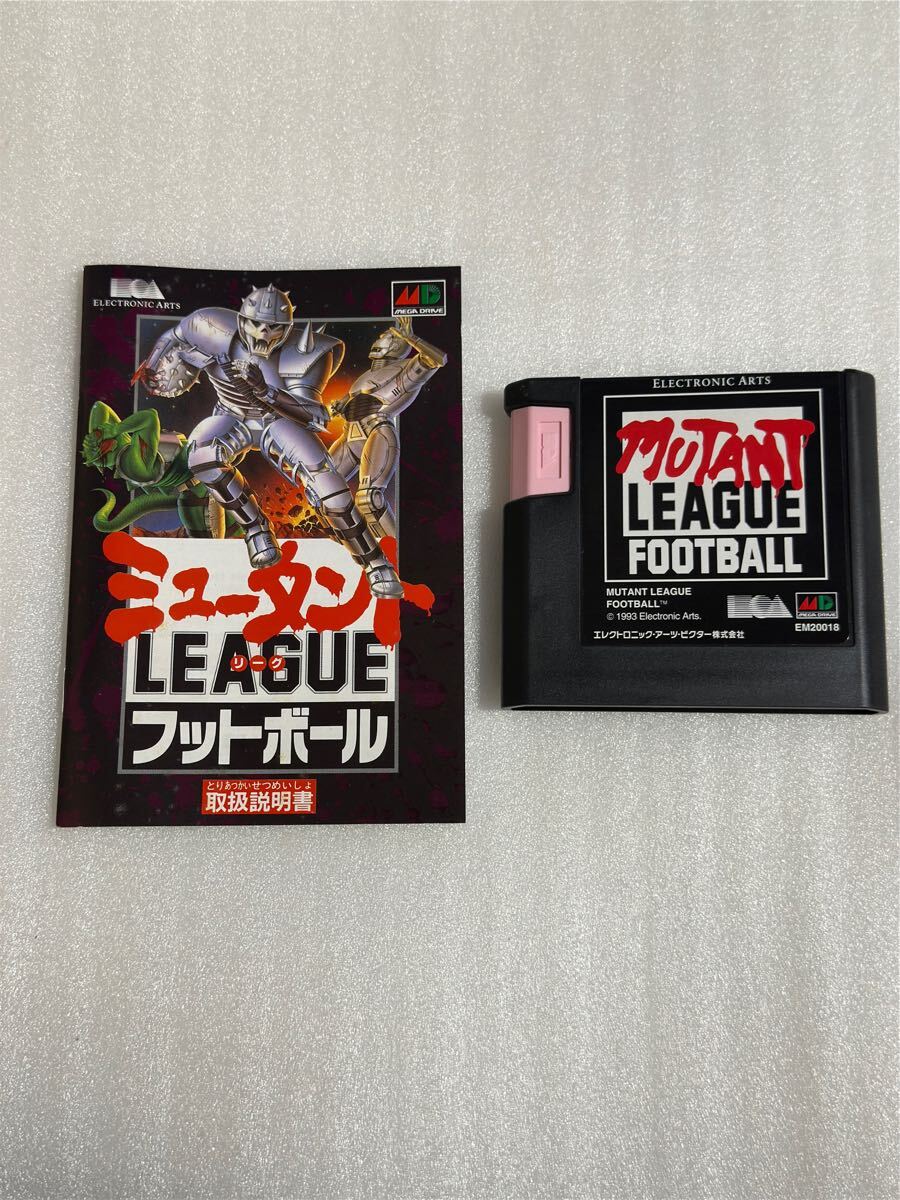 ELECTRONIC ARTS
MD
MEGA DRIVE
ミュータント
LEAGUE
リーグ
フットボール
とりあつかいせつめいしょ
取扱説明書
ELECTRONIC ARTS
MUTANT
LEAGUE
FOOTBALL
MUTANT LEAGUE
FOOTBALL™
© 1993 Electronic Arts.
MD
MEGA DRIVE
EM20018
エレクトロニック・アーツ・ビクター株式会社